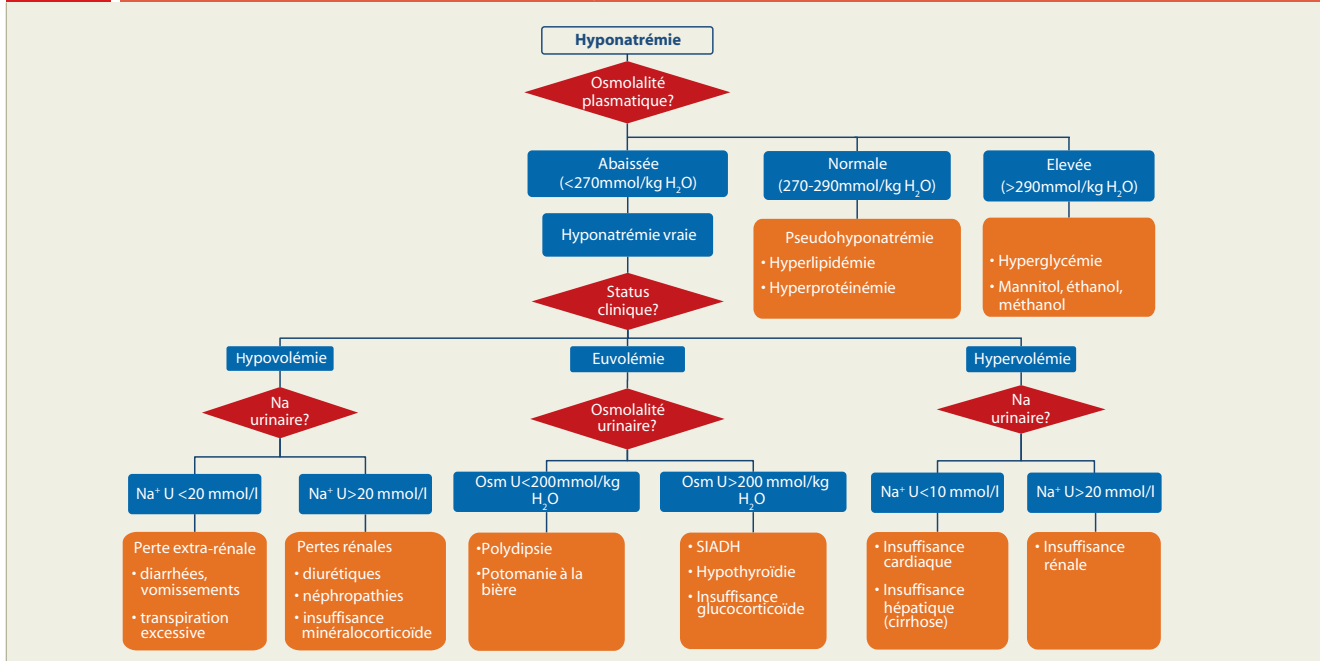 Hyponatrémie
Osmolalité
plasmatique?
Abaissée
(<270mmol/kg H₂O)
Normale
(270-290mmol/kg H₂O)
Elevée
(>290mmol/kg H₂O)
Hyponatrémie vraie
Pseudohyponatrémie
• Hyperlipidémie
• Hyperprotéinémie
• Hyperglycémie
• Mannitol, éthanol,
méthanol
Status
clinique?
Hypovolémie
Euvolémie
Hypervolémie
Na
urinaire?
Osmolalité
urinaire?
Na
urinaire?
Na⁺ U <20 mmol/l
Na⁺ U>20 mmol/l
Osm U<200mmol/kg
H₂O
Osm U>200 mmol/kg
H₂O
Na⁺ U<10 mmol/l
Na⁺ U>20 mmol/l
Perte extra-rénale
• diarrhées,
vomissements
• transpiration
excessive
Pertes rénales
• diurétiques
• néphropathies
• insuffisance
minéralocorticoïde
• Polydipsie
• Potomanie à la
bière
• SIADH
• Hypothyroïdie
• Insuffisance
glucocorticoïde
• Insuffisance
cardiaque
• Insuffisance
hépatique
(cirrhose)
• Insuffisance
rénale